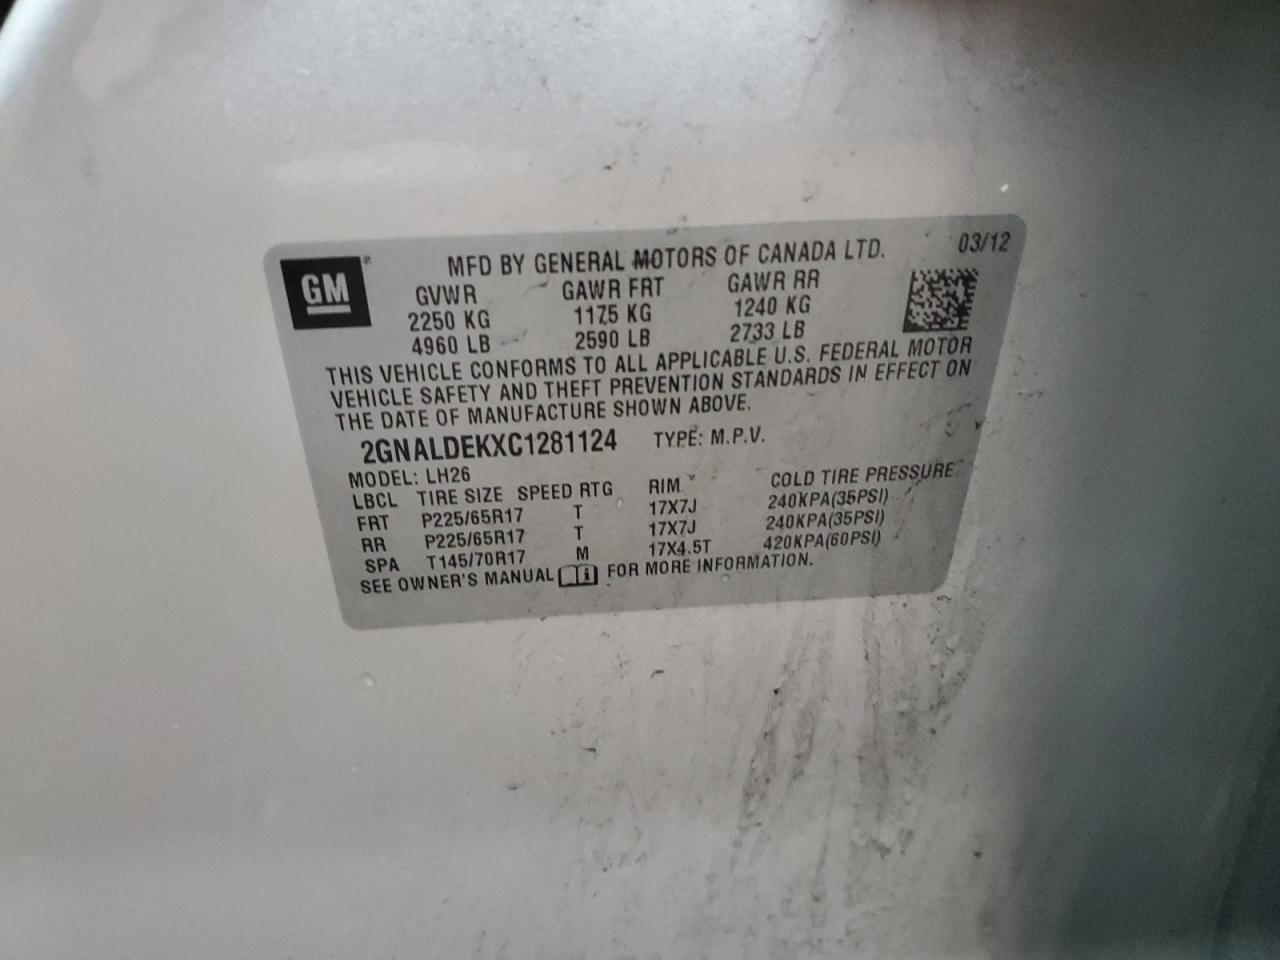 GM
MFD BY GENERAL MOTORS OF CANADA LTD. 03/12
GVWR GAWR FRT GAWR RR
2250 KG 1175 KG 1240 KG
4960 LB 2590 LB 2733 LB
THIS VEHICLE CONFORMS TO ALL APPLICABLE U.S. FEDERAL MOTOR
VEHICLE SAFETY AND THEFT PREVENTION STANDARDS IN EFFECT ON
THE DATE OF MANUFACTURE SHOWN ABOVE.
2GNALDEKXC1281124 TYPE: M.P.V.
MODEL: LH26
LBCL TIRE SIZE SPEED RTG RIM COLD TIRE PRESSURE
FRT P225/65R17 T 17X7J 240KPA(35PSI)
RR P225/65R17 T 17X7J 240KPA(35PSI)
SPA T145/70R17 M 17X4.5T 420KPA(60PSI)
SEE OWNER'S MANUAL FOR MORE INFORMATION.